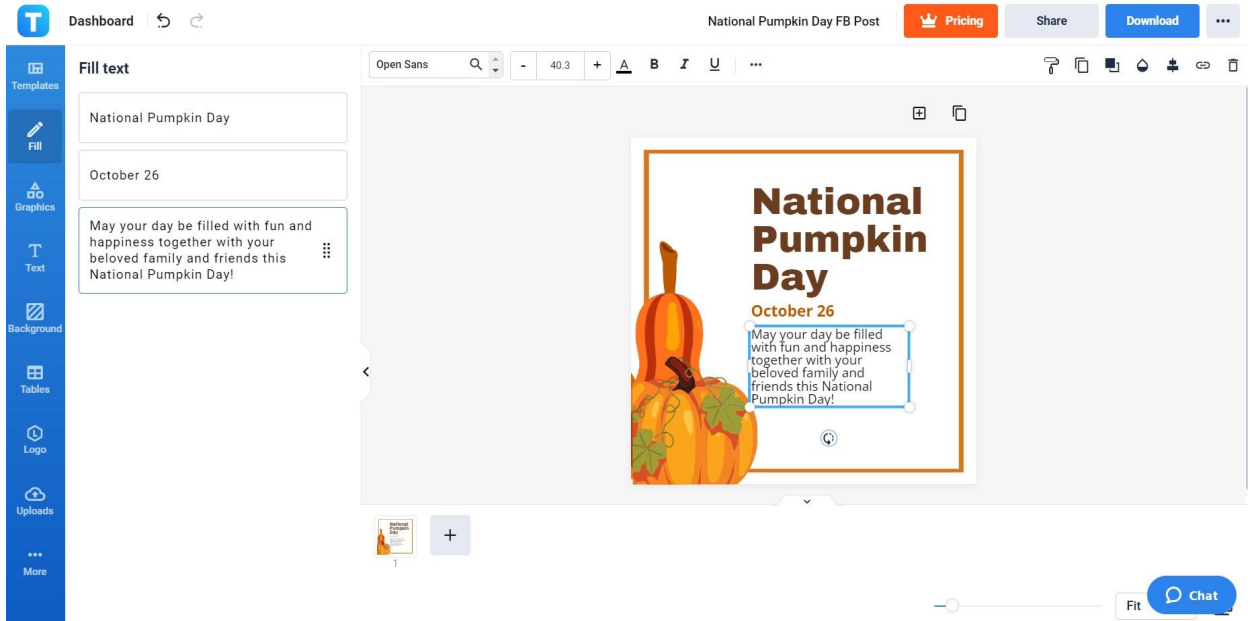 T
Dashboard
National Pumpkin Day FB Post
Pricing
Share
Download
Templates
Fill
Graphics
Text
Background
Tables
Logo
Uploads
More
Fill text
National Pumpkin Day
October 26
May your day be filled with fun and
happiness together with your
beloved family and friends this
National Pumpkin Day!
Open Sans
-
40.3
+
A
B
I
U
National
Pumpkin
Day
October 26
May your day be filled
with fun and happiness
together with your
beloved family and
friends this National
Pumpkin Day!
National
Pumpkin
Day
+
1
Fit
Chat